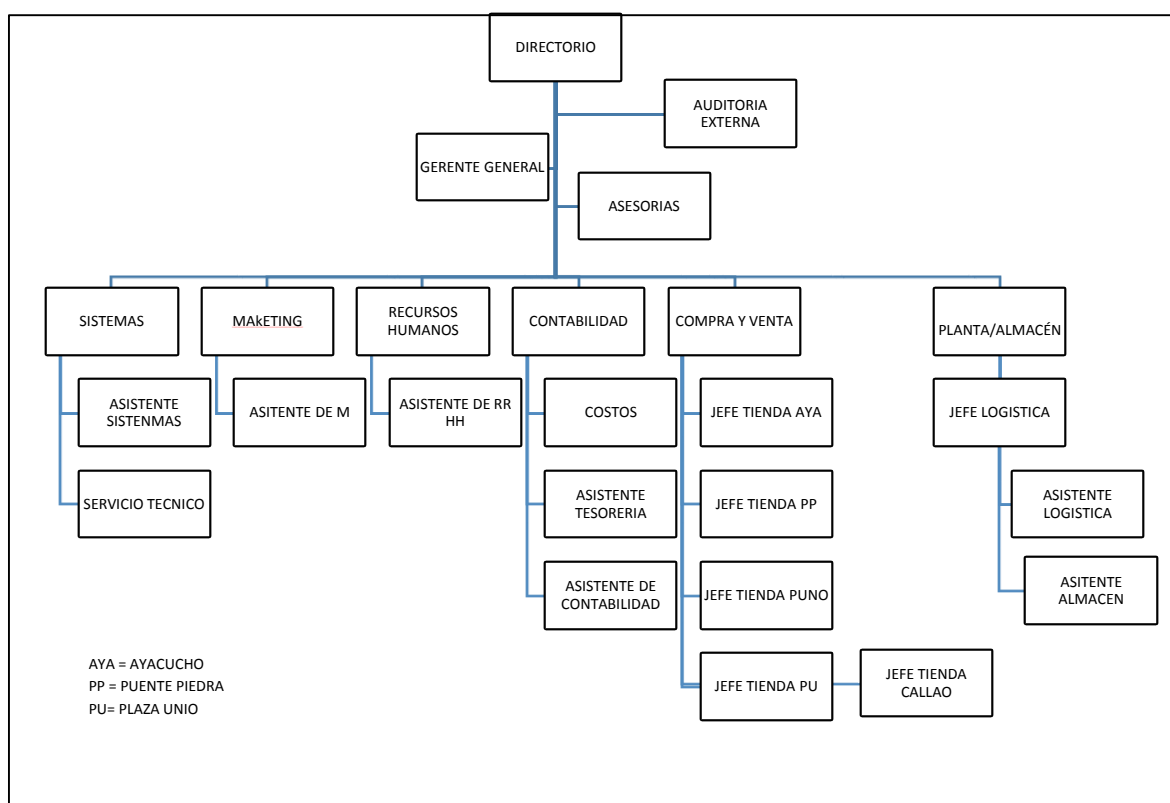 DIRECTORIO
AUDITORIA
EXTERNA
GERENTE GENERAL
ASESORIAS
SISTEMAS
MAkETING
RECURSOS
HUMANOS
CONTABILIDAD
COMPRA Y VENTA
PLANTA/ALMACÉN
ASISTENTE
SISTENMAS
ASITENTE DE M
ASISTENTE DE RR
HH
COSTOS
JEFE TIENDA AYA
JEFE LOGISTICA
SERVICIO TECNICO
ASISTENTE
TESORERIA
JEFE TIENDA PP
ASISTENTE
LOGISTICA
ASISTENTE DE
CONTABILIDAD
JEFE TIENDA PUNO
ASITENTE
ALMACEN
JEFE TIENDA PU
JEFE TIENDA
CALLAO
AYA = AYACUCHO
PP = PUENTE PIEDRA
PU= PLAZA UNIO